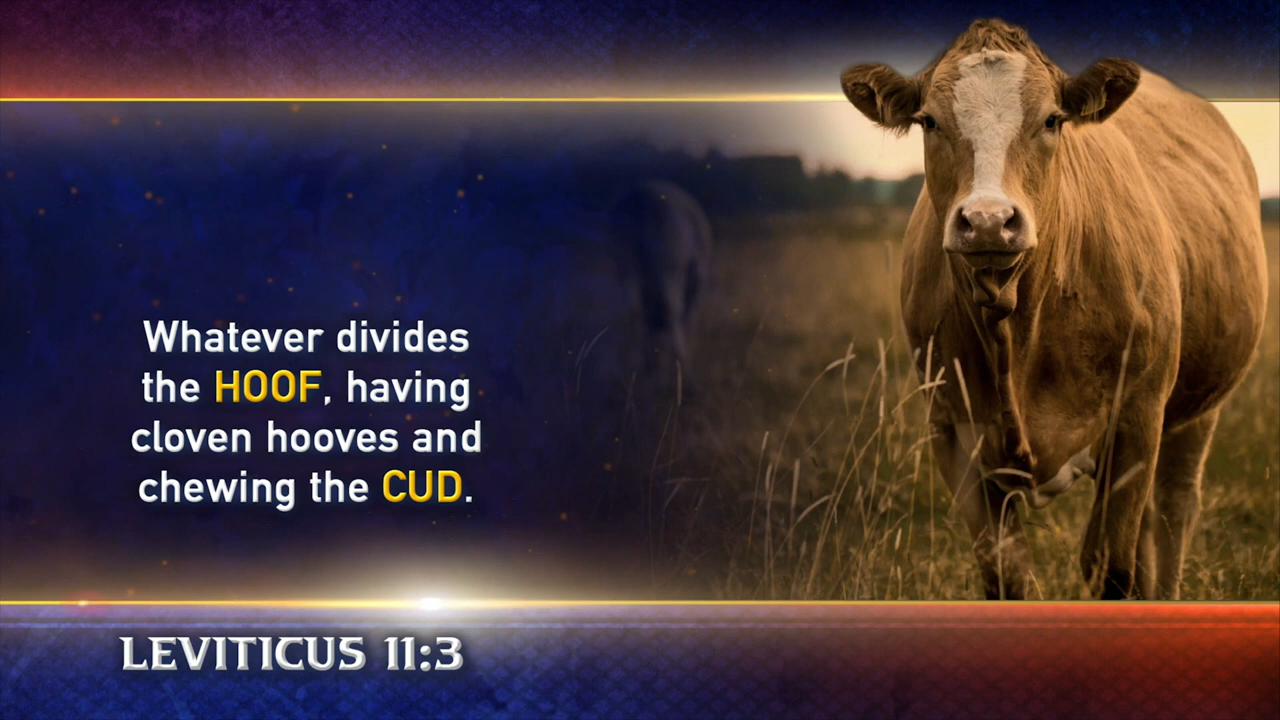 Whatever divides
the HOOF, having
cloven hooves and
chewing the CUD.
LEVITICUS 11:3